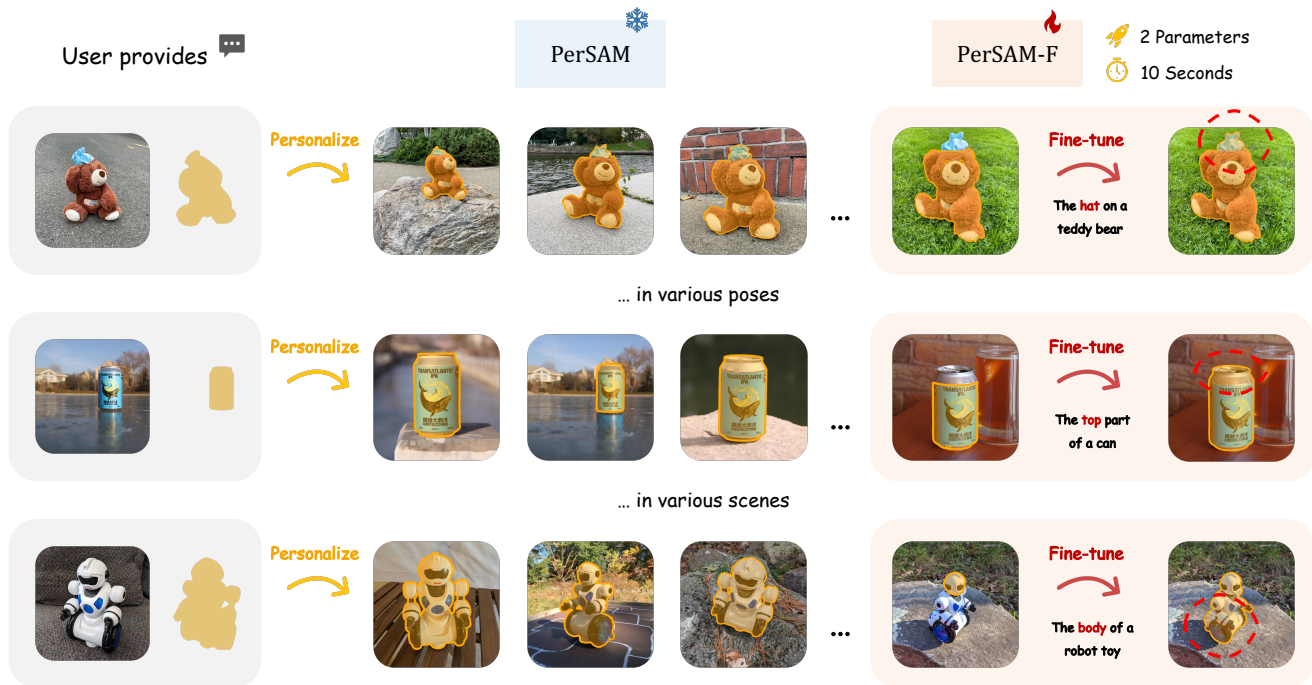 User provides
PerSAM
PerSAM-F
2 Parameters
10 Seconds
Personalize
Fine-tune
The hat on a
teddy bear
...
... in various poses
Personalize
TRANSATLANTIC
IPA
TRANSATLANTIC
IPA
Fine-tune
The top part
of a can
...
... in various scenes
Personalize
Fine-tune
The body of a
robot toy
...